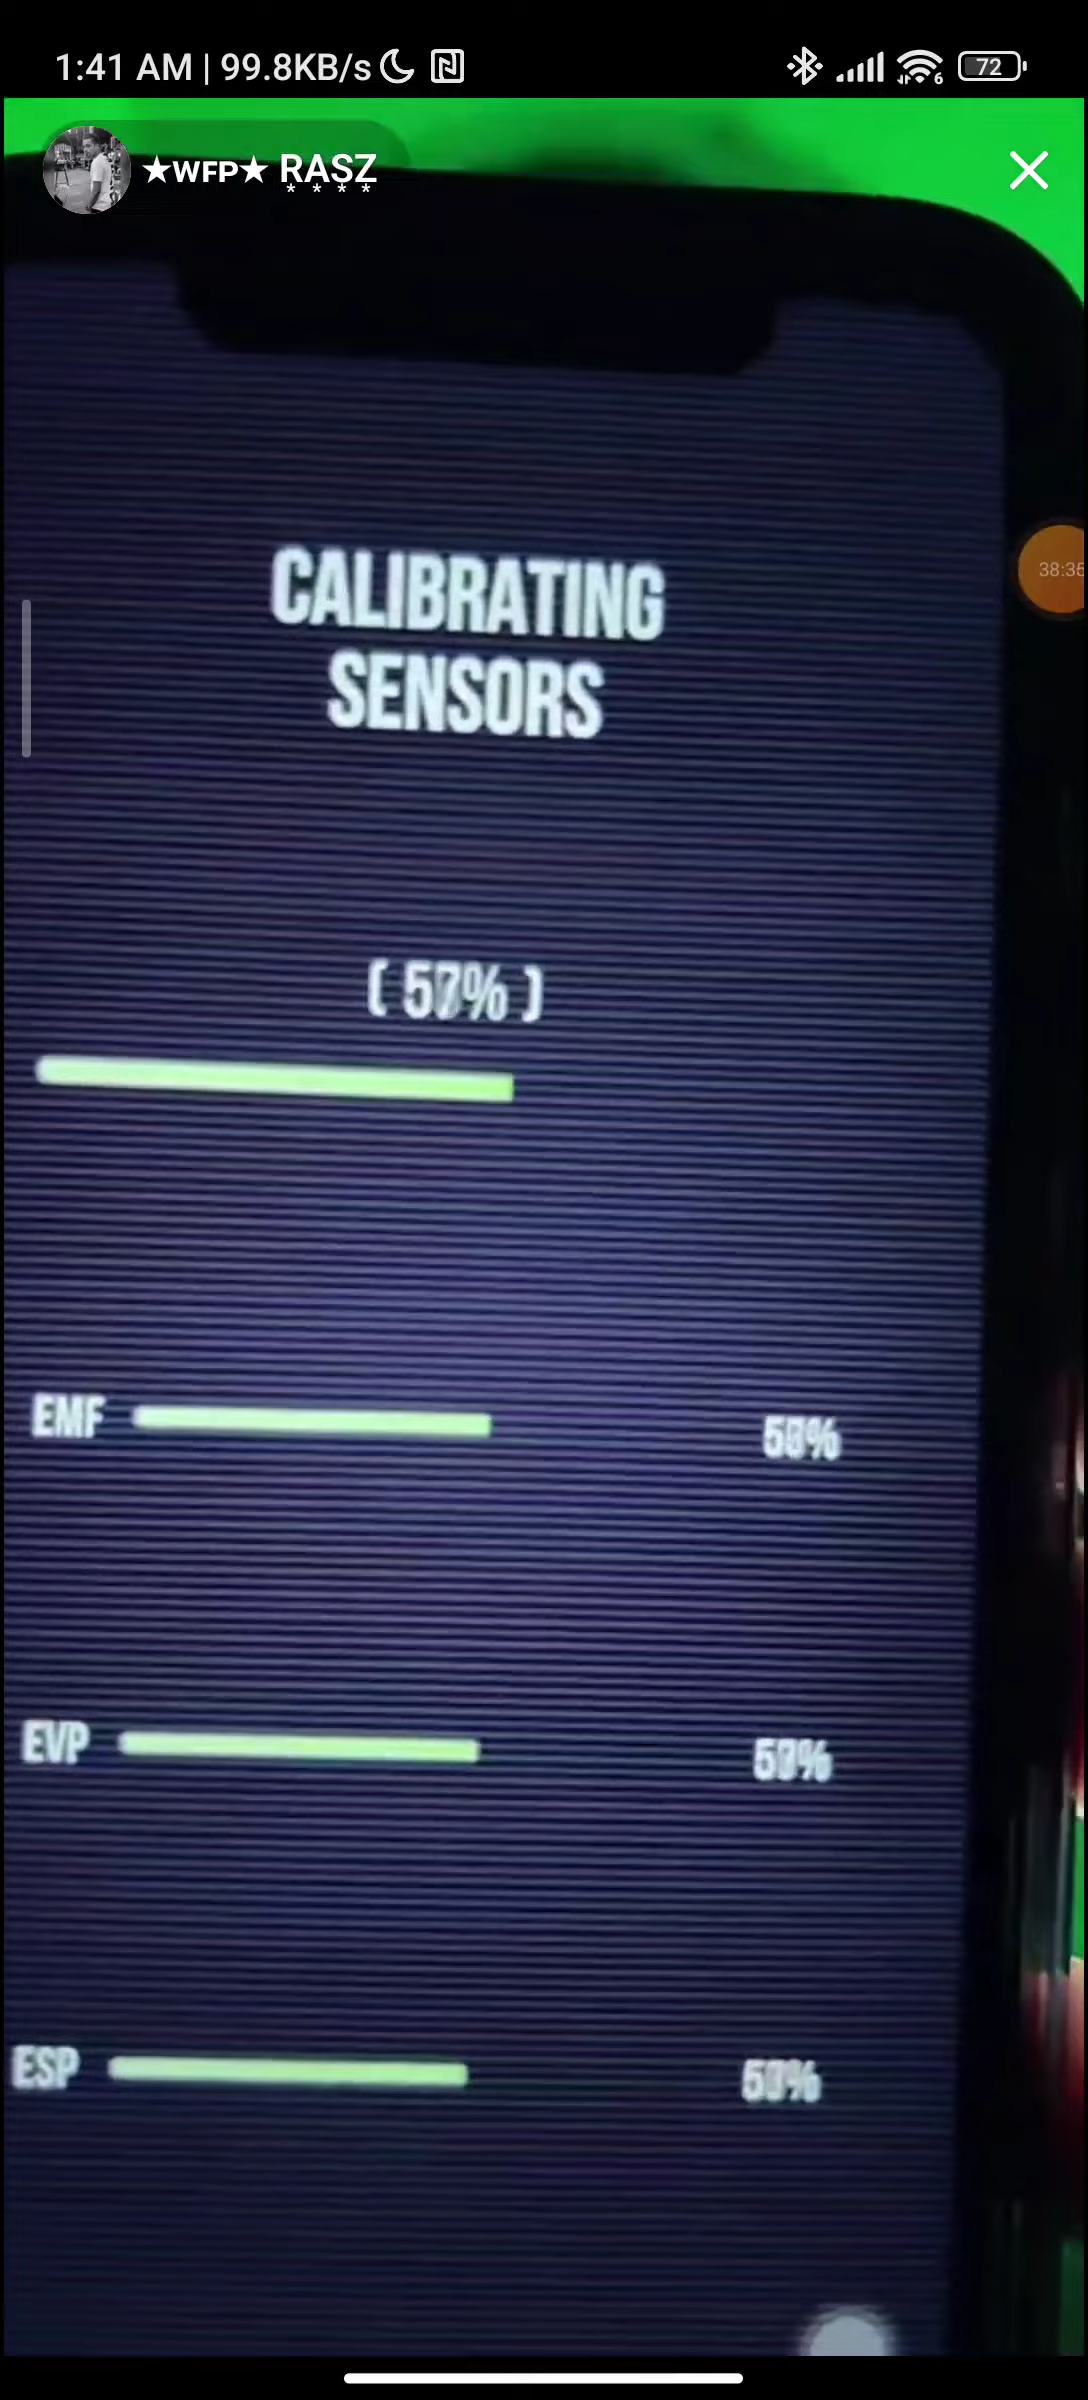 1:41 AM | 99.8KB/s
72
★WFP★ RASZ
* * * *
CALIBRATING
SENSORS
EMF
EVP
ESP